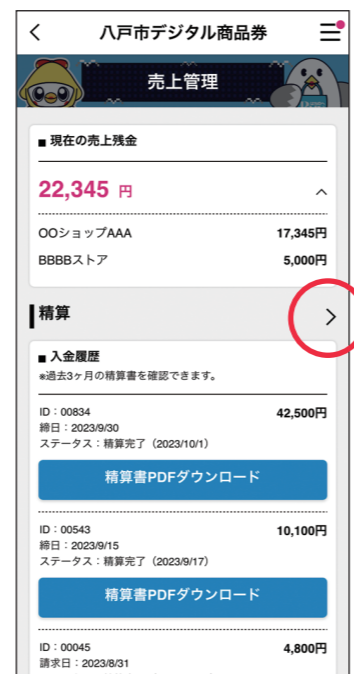 八戸市デジタル商品券
売上管理
■ 現在の売上残金
22,345 円
OOショップAAA 17,345円
BBBBストア 5,000円
精算
■ 入金履歴
※過去3ヶ月の精算書を確認できます。
ID：00834 42,500円
締日：2023/9/30
ステータス：精算完了（2023/10/1）
精算書PDFダウンロード
ID：00543 10,100円
締日：2023/9/15
ステータス：精算完了（2023/9/17）
精算書PDFダウンロード
ID：00045 4,800円
請求日：2023/8/31